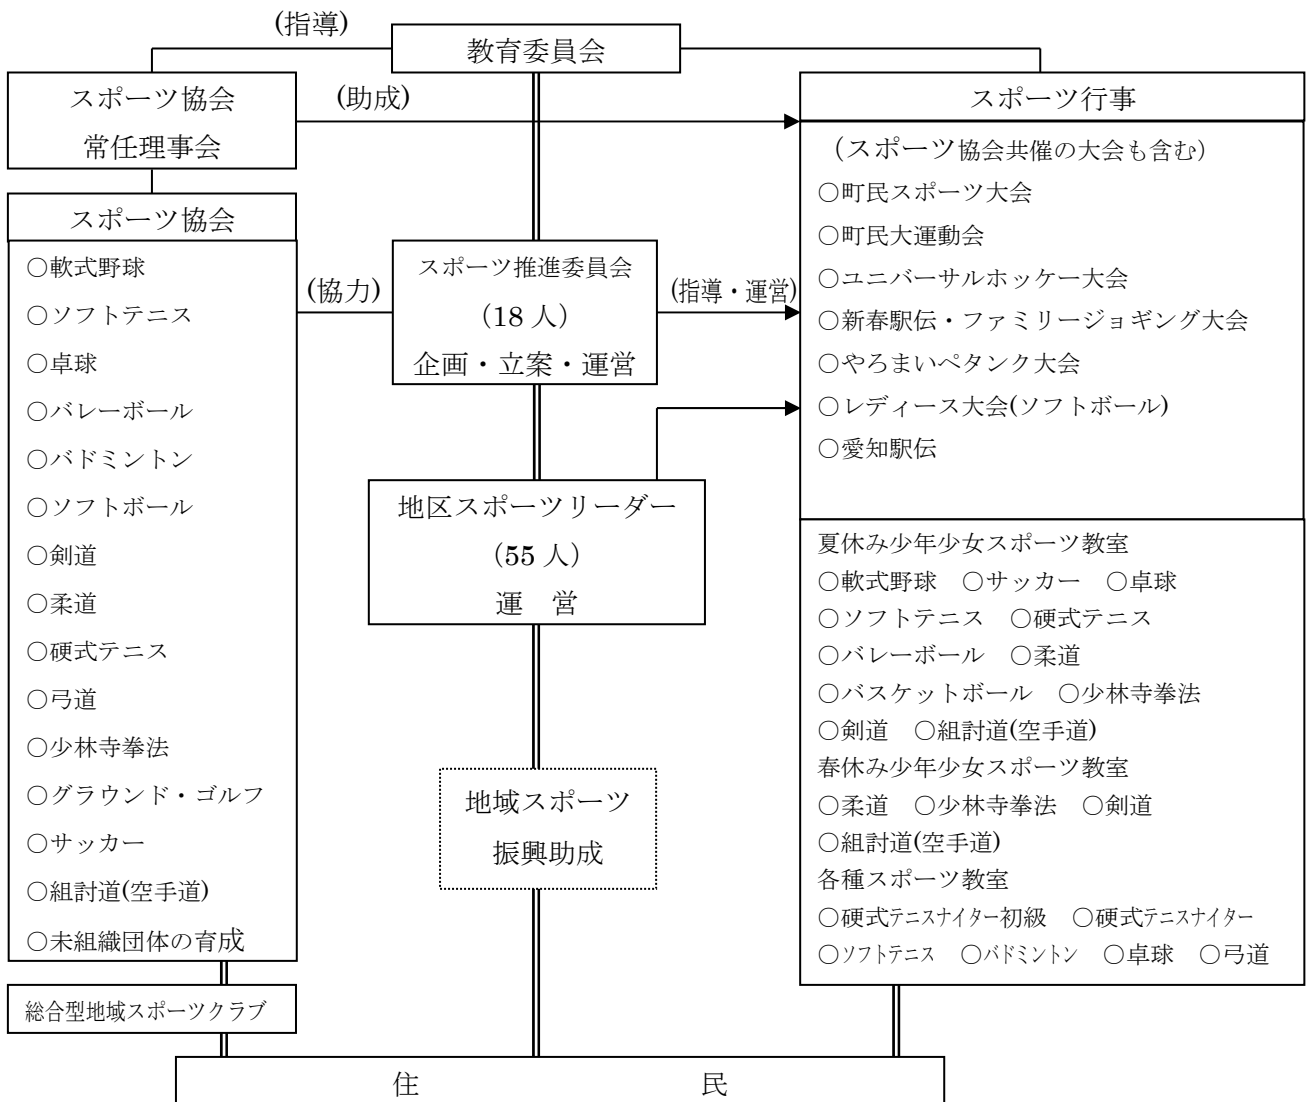 (指導)
教育委員会
スポーツ協会
常任理事会
(助成)
スポーツ協会
○軟式野球
○ソフトテニス
○卓球
○バレーボール
○バドミントン
○ソフトボール
○剣道
○柔道
○硬式テニス
○弓道
○少林寺拳法
○グラウンド・ゴルフ
○サッカー
○組討道(空手道)
○未組織団体の育成
総合型地域スポーツクラブ
(協力)
スポーツ推進委員会
(18 人)
企画・立案・運営
(指導・運営)
地区スポーツリーダー
(55 人)
運 営
地域スポーツ
振興助成
スポーツ行事
(スポーツ協会共催の大会も含む)
○町民スポーツ大会
○町民大運動会
○ユニバーサルホッケー大会
○新春駅伝・ファミリージョギング大会
○やろまいペタンク大会
○レディース大会(ソフトボール)
○愛知駅伝
夏休み少年少女スポーツ教室
○軟式野球 ○サッカー ○卓球
○ソフトテニス ○硬式テニス
○バレーボール ○柔道
○バスケットボール ○少林寺拳法
○剣道 ○組討道(空手道)
春休み少年少女スポーツ教室
○柔道 ○少林寺拳法 ○剣道
○組討道(空手道)
各種スポーツ教室
○硬式テニスナイター初級 ○硬式テニスナイター
○ソフトテニス ○バドミントン ○卓球 ○弓道
住 民